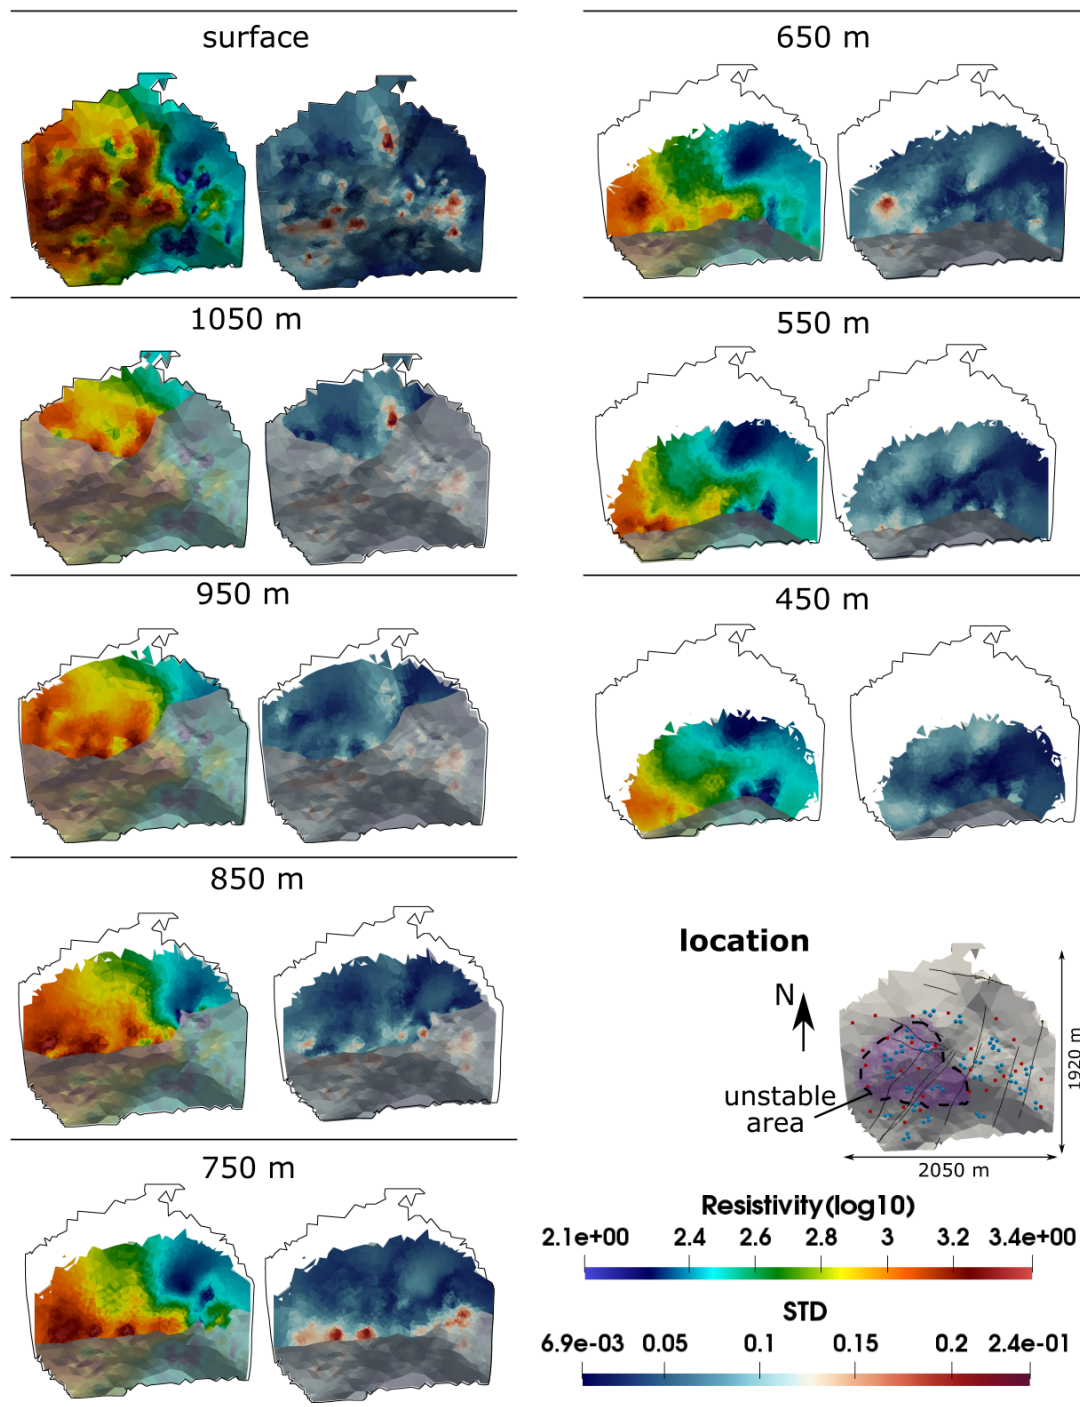 surface
650 m
1050 m
550 m
950 m
450 m
850 m
location
N
unstable
area
1920 m
2050 m
750 m
Resistivity(log10)
2.1e+00 2.4 2.6 2.8 3 3.2 3.4e+00
STD
6.9e-03 0.05 0.1 0.15 0.2 2.4e-01